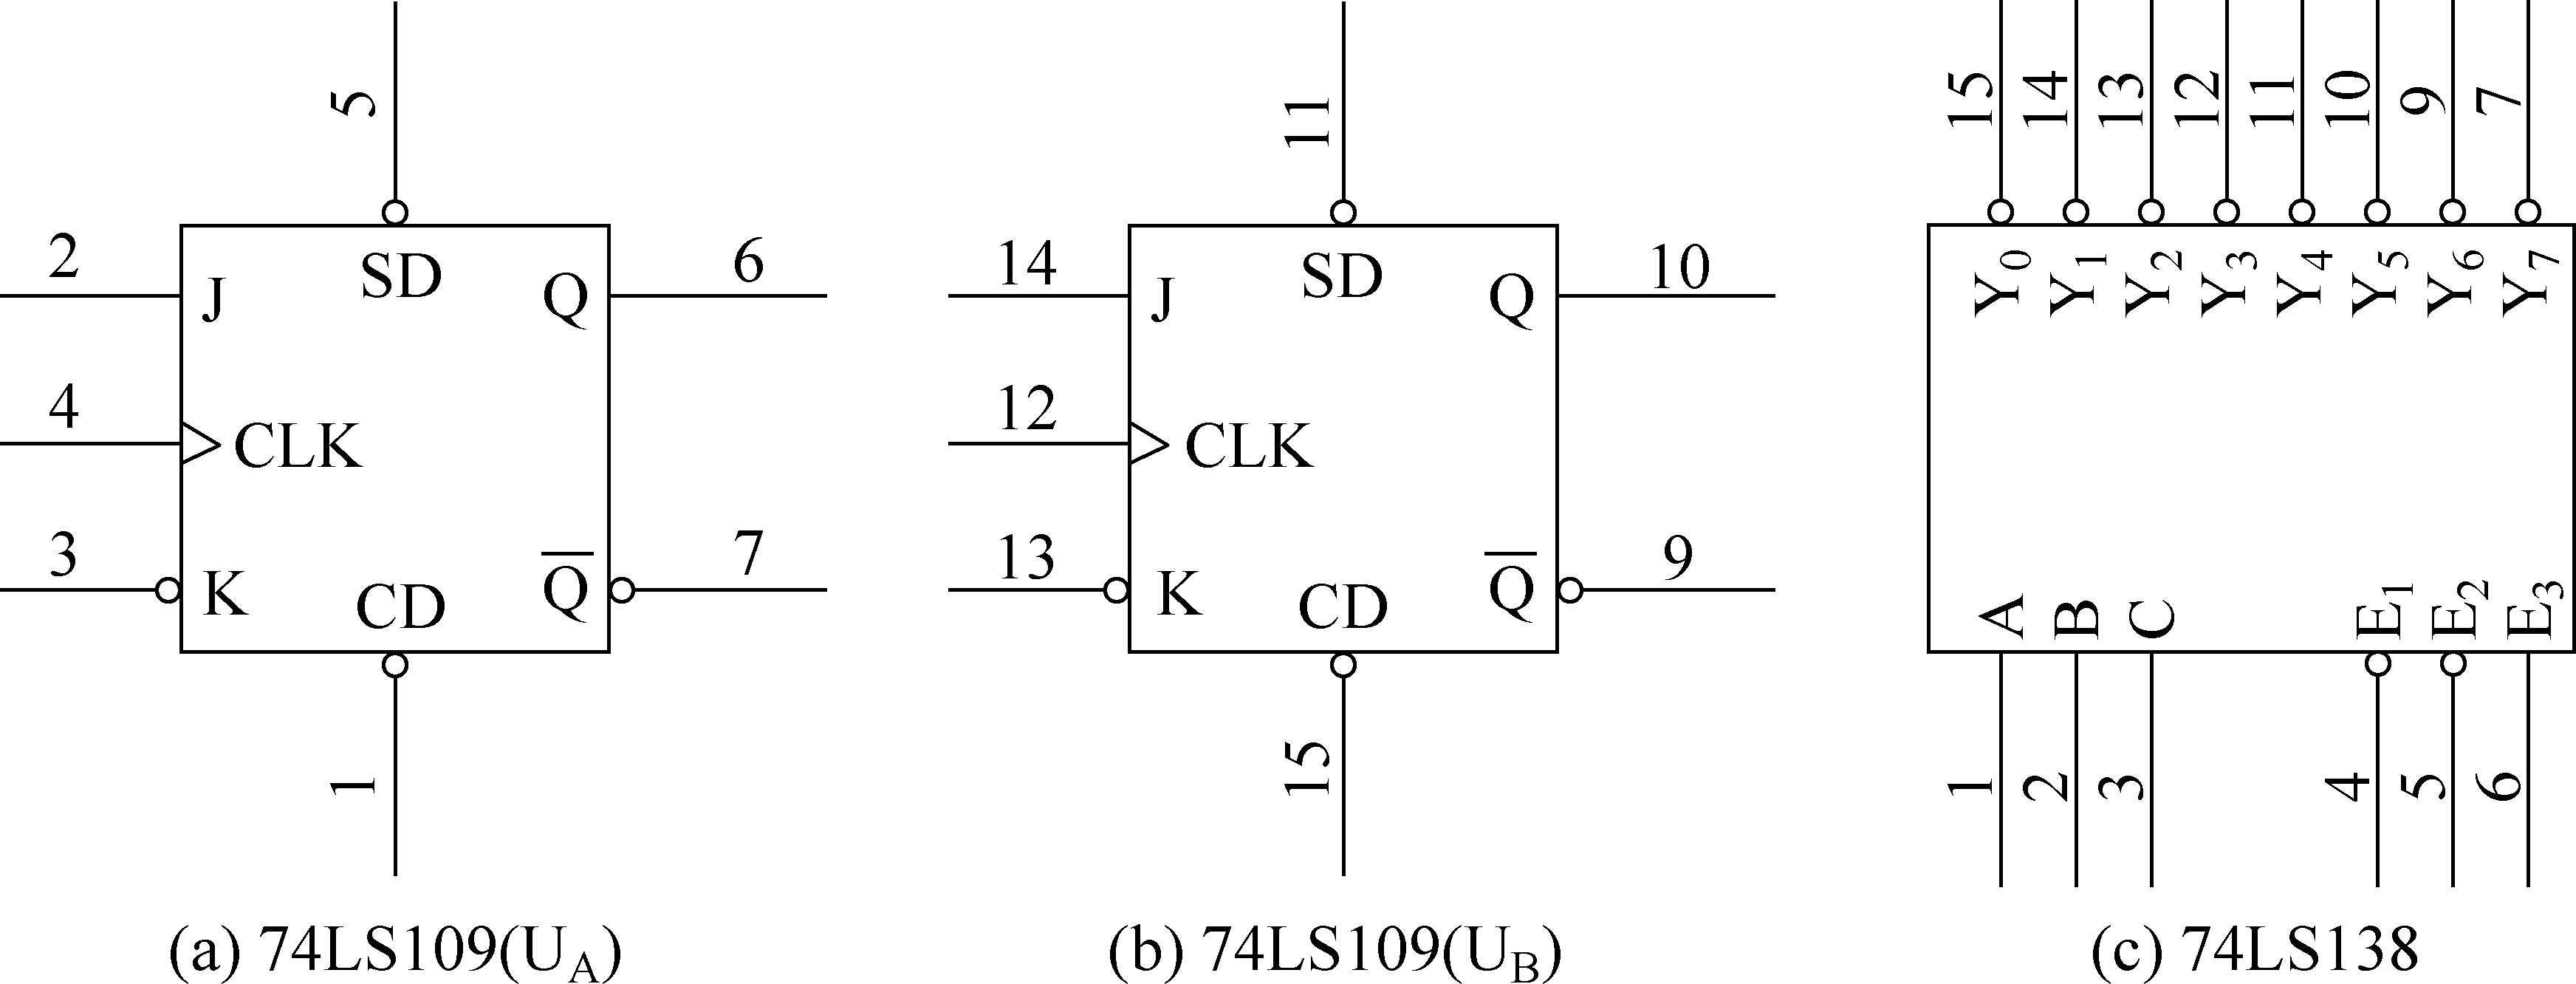 5
11
15 14 13 12 11 10 9 7
2 J SD Q 6
14 J SD Q 10
Y₀ Y₁ Y₂ Y₃ Y₄ Y₅ Y₆ Y₇
4 CLK
12 CLK
3 K CD Q̅ 7
13 K CD Q̅ 9
A B C E₁ E₂ E₃
1
15
1 2 3 4 5 6
(a) 74LS109(U_A)
(b) 74LS109(U_B)
(c) 74LS138